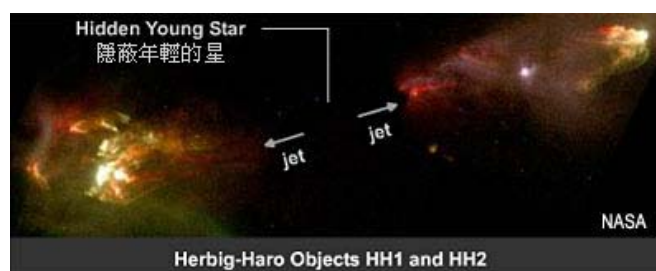 Hidden Young Star
隱蔽年輕的星
jet
jet
NASA
Herbig-Haro Objects HH1 and HH2